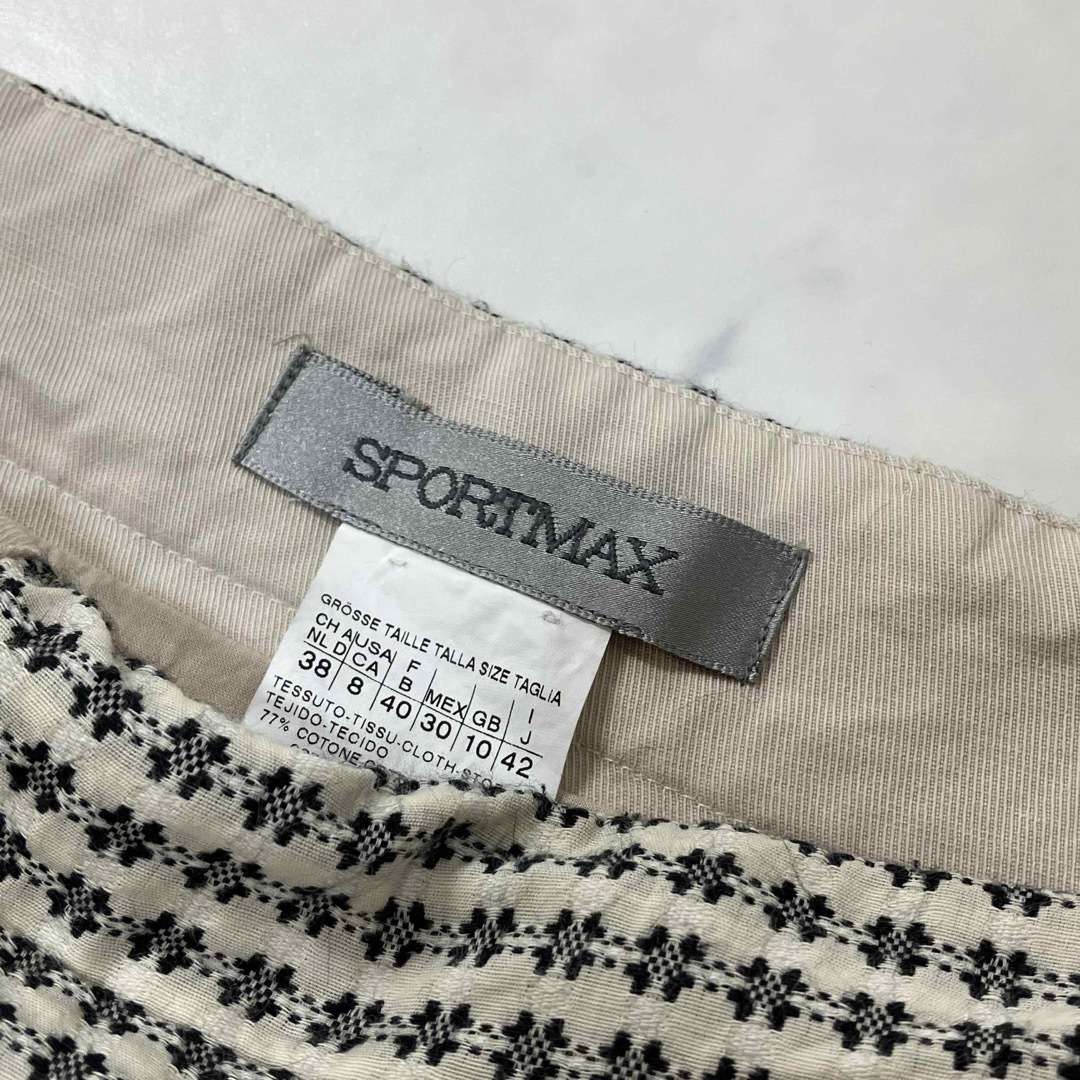 SPORTMAX
GRÖSSE TAILLE TALLA SIZE TAGLIA
CH A USA F MEX GB I
NL D CA B J
38 8 40 30 10 42
TESSUTO-TISSU-CLOTH-STO
TEJIDO-TECIDO
77% COTONE